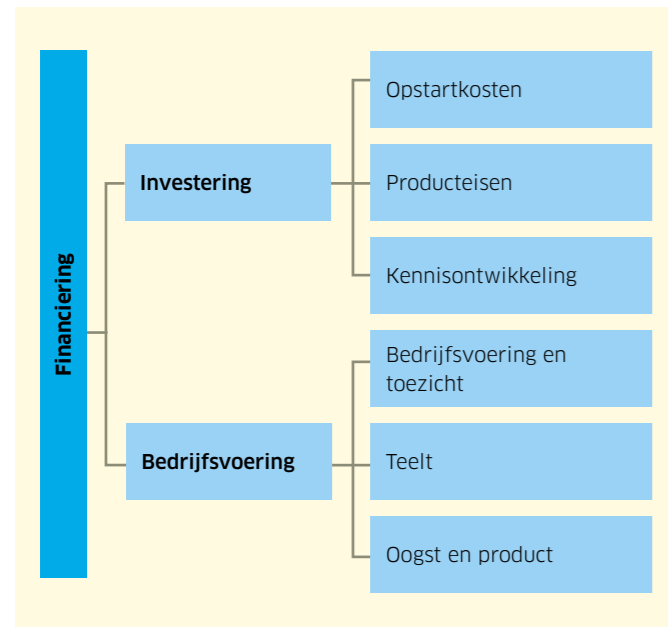 Financiering
Investering
Opstartkosten
Producteisen
Kennisontwikkeling
Bedrijfsvoering
Bedrijfsvoering en
toezicht
Teelt
Oogst en product